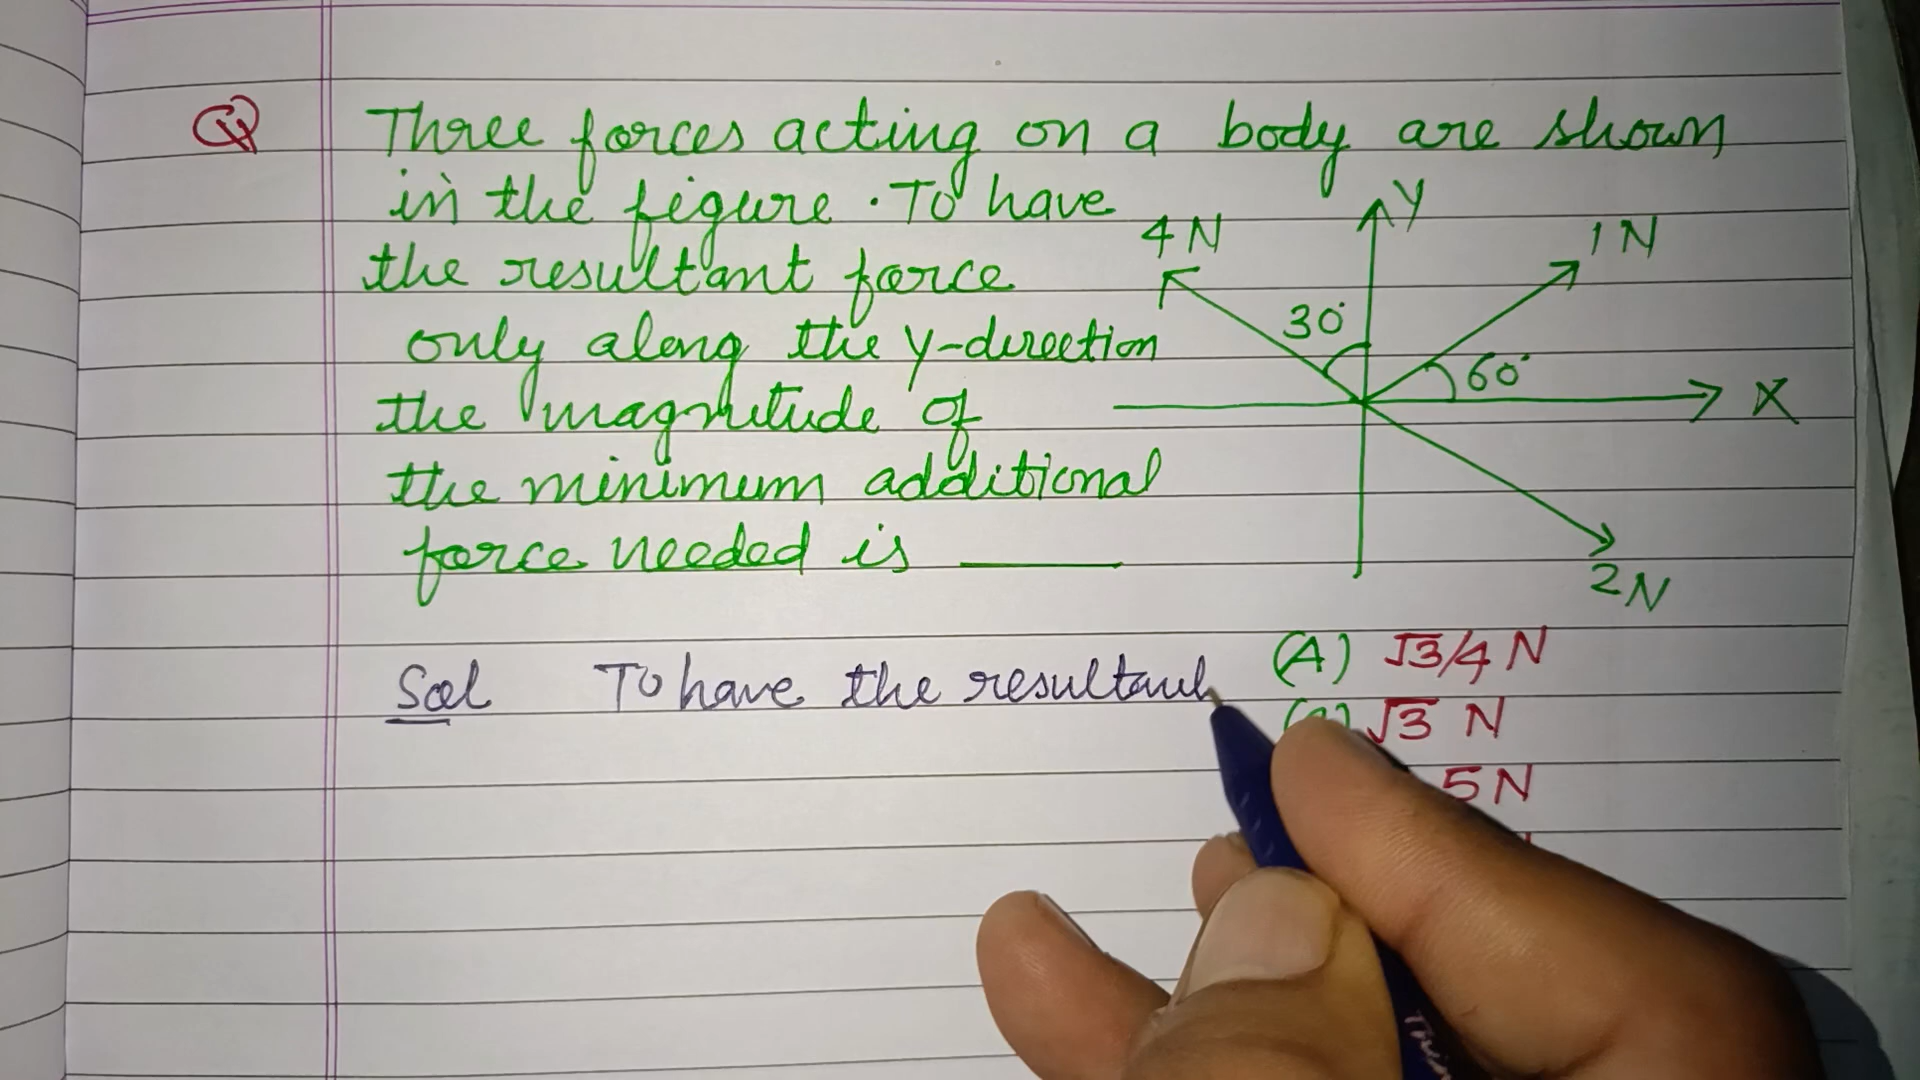 Q
Three forces acting on a body are shown
in the figure. To have
the resultant force
only along the y-direction
the magnitude of
the minimum additional
force needed is ______
Y
4N
1N
30°
60°
X
2N
(A) √3/4 N
√3 N
5N
Sol To have the resultant